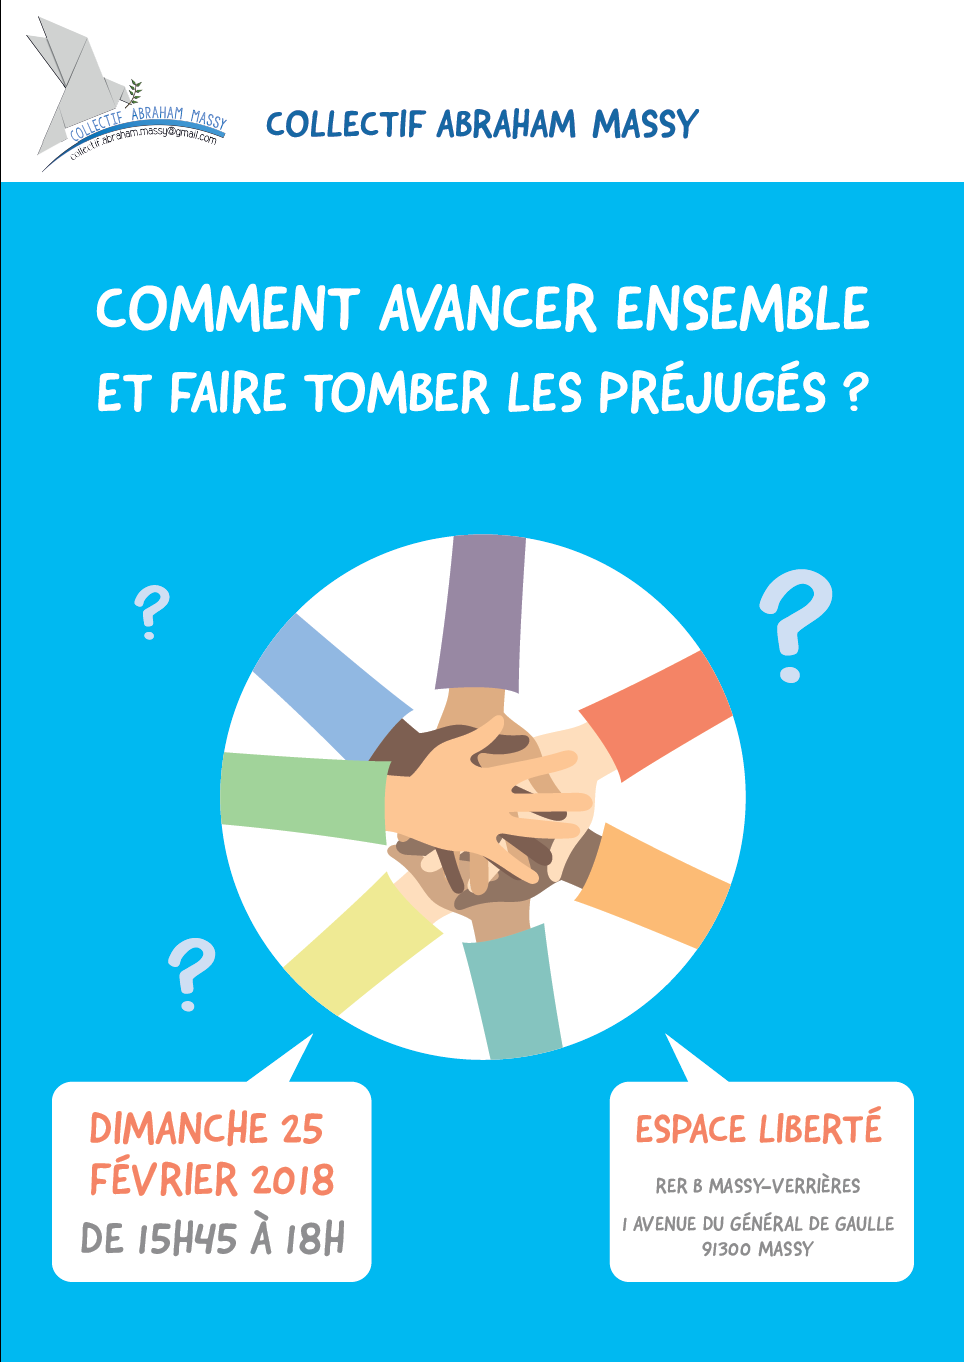 COLLECTIF ABRAHAM MASSY
collectif.abraham.massy@gmail.com
COLLECTIF ABRAHAM MASSY
COMMENT AVANCER ENSEMBLE
ET FAIRE TOMBER LES PRÉJUGÉS ?
?
?
?
DIMANCHE 25
FÉVRIER 2018
DE 15H45 À 18H
ESPACE LIBERTÉ
RER B MASSY-VERRIÈRES
1 AVENUE DU GÉNÉRAL DE GAULLE
91300 MASSY